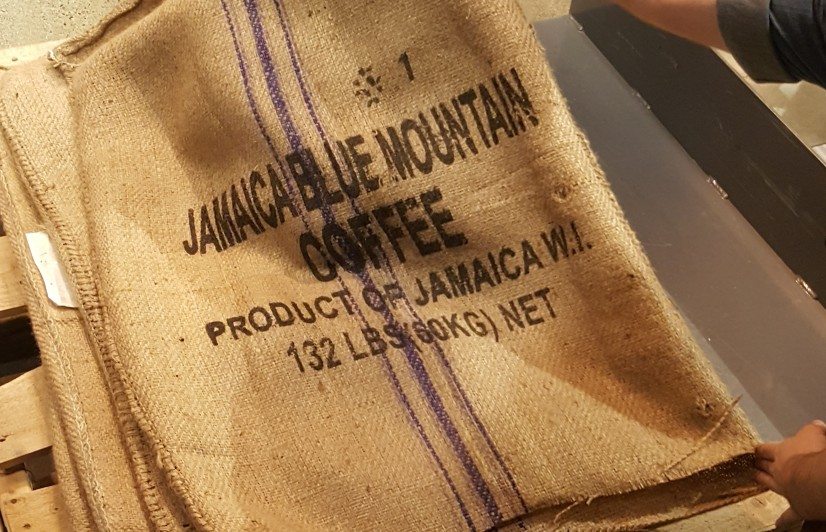 1
JAMAICA BLUE MOUNTAIN
COFFEE
PRODUCT OF JAMAICA W.I.
132 LBS(60KG) NET